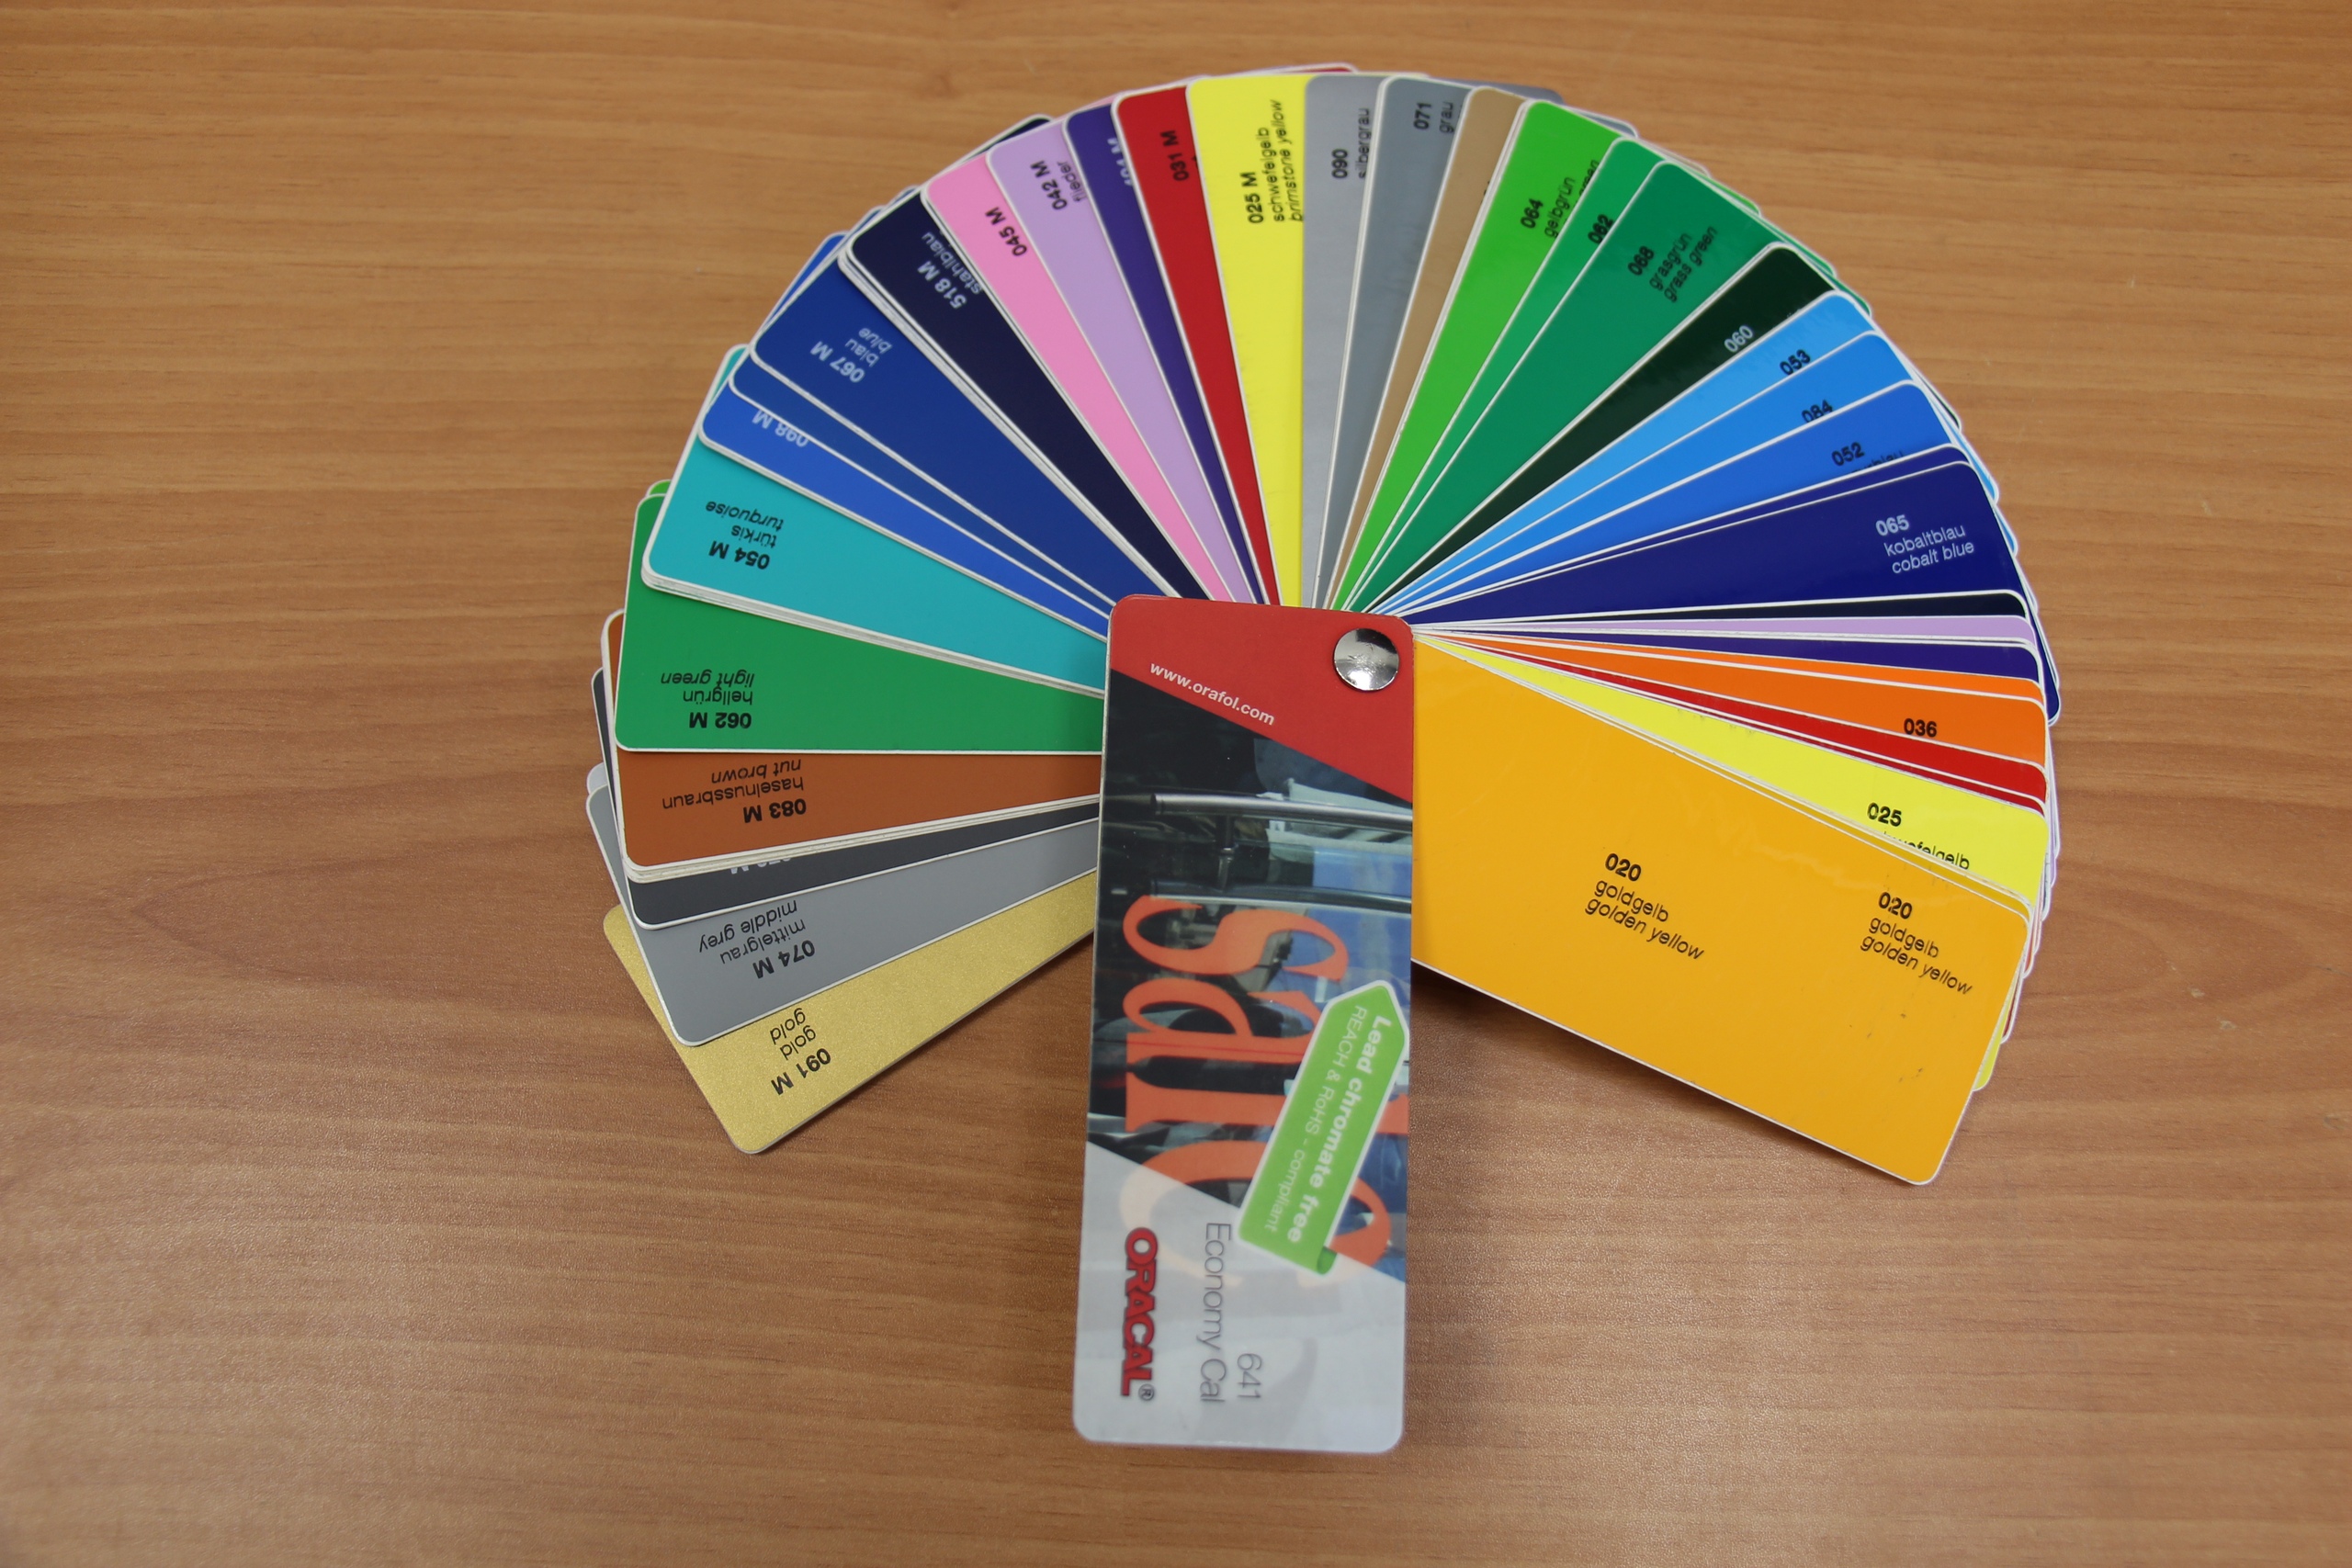 www.orafol.com
sale
Lead chromate free
REACH & RoHS - compliant
641
Economy Cal
ORACAL®
091 M
gold
gold
074 M
mittelgrau
middle grey
083 M
haselnussbraun
nut brown
062 M
hellgrün
light green
054 M
türkis
turquoise
098 M
067 M
blau
blue
518 M
stahlblau
045 M
042 M
flieder
031 M
025 M
schwefelgelb
brimstone yellow
090
silbergrau
071
grau
064
gelbgrün
green
062
068
grasgrün
grass green
060
053
084
052
065
kobaltblau
cobalt blue
036
025
020
goldgelb
golden yellow
020
goldgelb
golden yellow